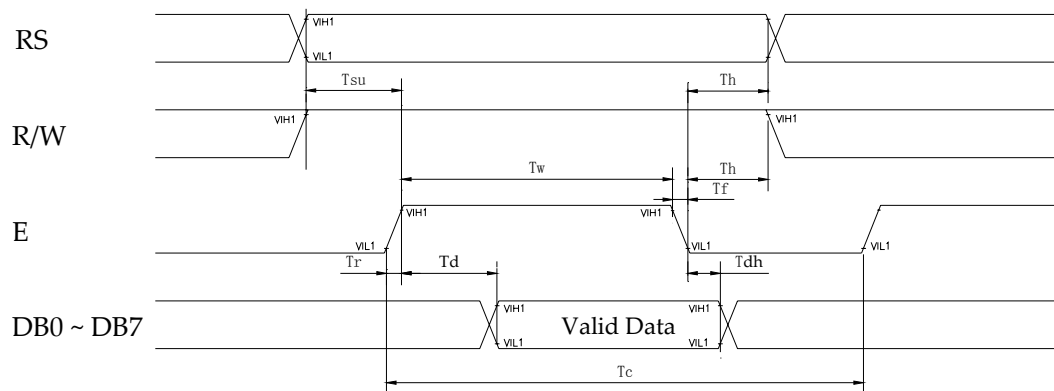 RS
VIH1
VIL1
Tsu
Th
R/W
VIH1
VIH1
Tw
Th
Tf
E
VIH1
VIH1
VIL1
VIL1
VIL1
Tr
Td
Tdh
DB0 ~ DB7
VIH1
VIH1
Valid Data
VIL1
VIL1
Tc